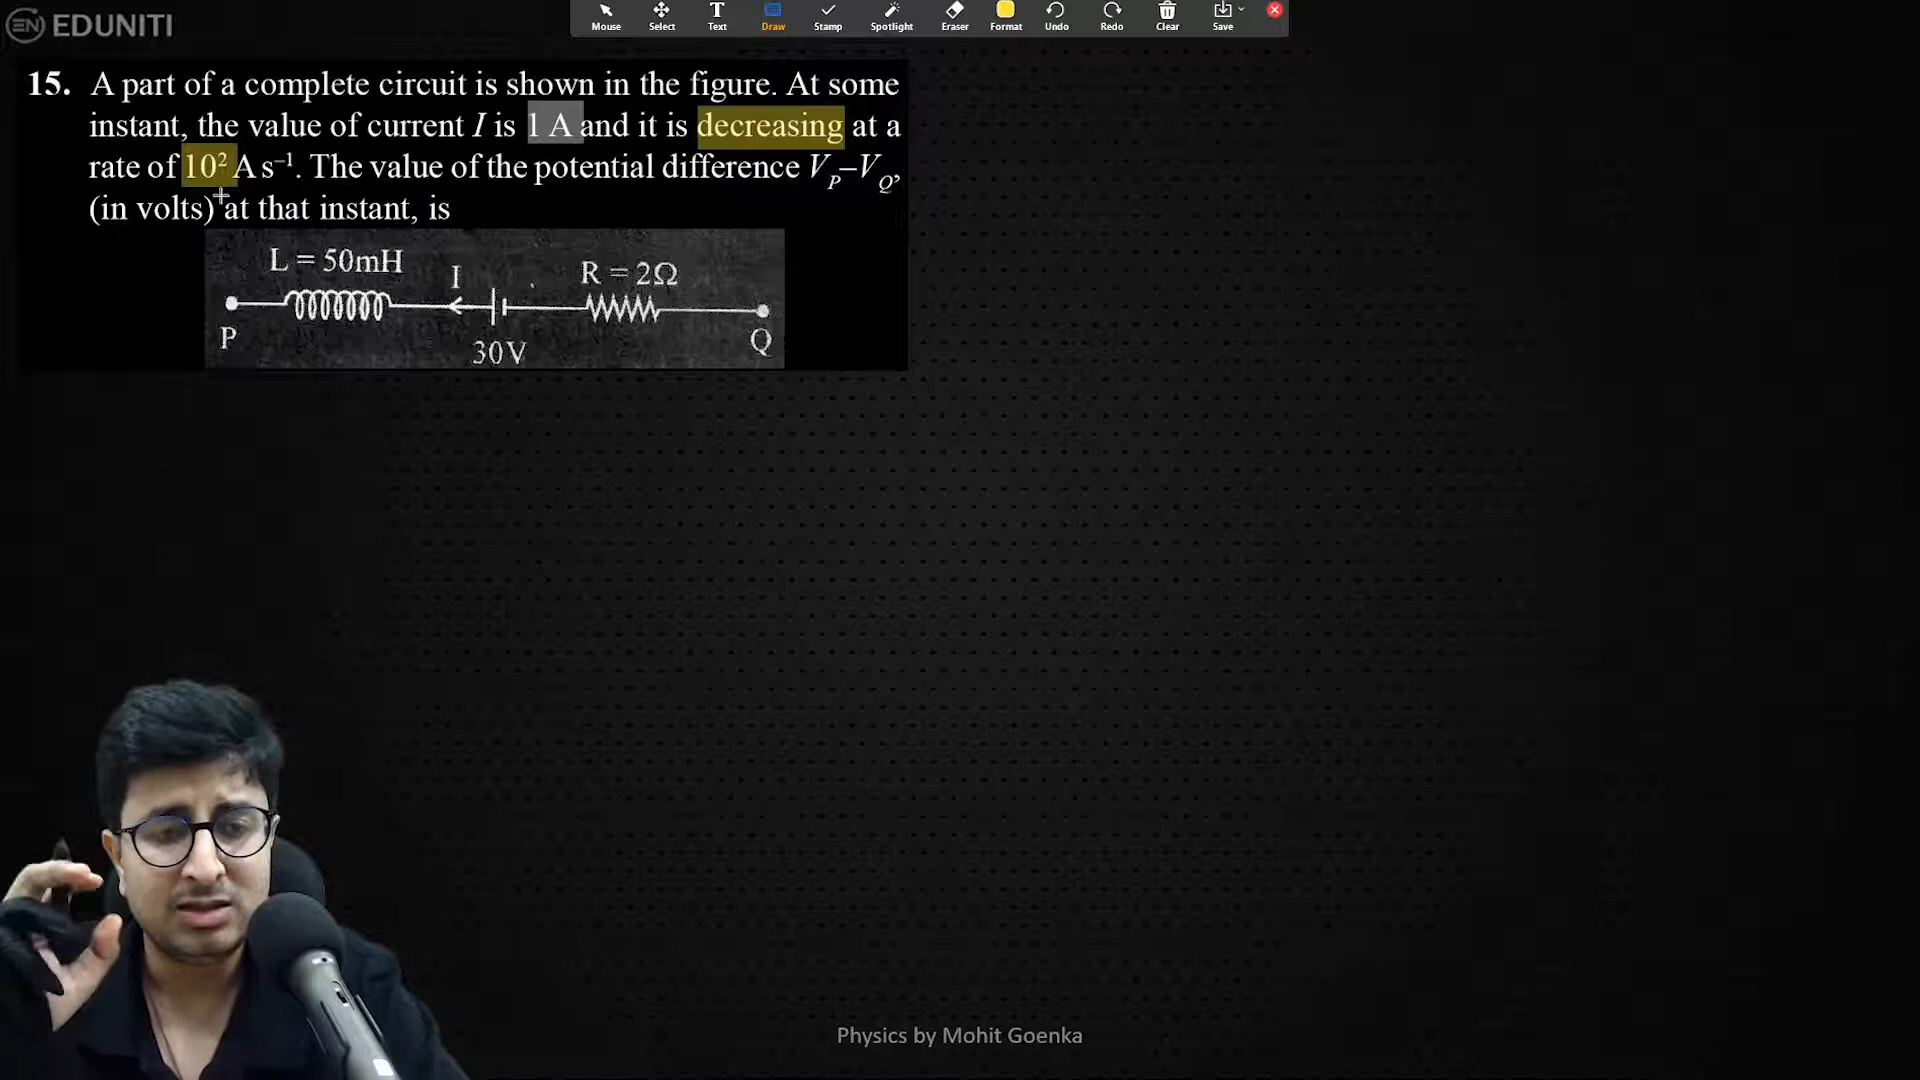 EN EDUNITI
Mouse Select Text Draw Stamp Spotlight Eraser Format Undo Redo Clear Save
15. A part of a complete circuit is shown in the figure. At some
instant, the value of current I is 1 A and it is decreasing at a
rate of 10² A s⁻¹. The value of the potential difference V_P–V_Q,
(in volts) at that instant, is
L = 50mH
I
R = 2Ω
P
30V
Q
Physics by Mohit Goenka